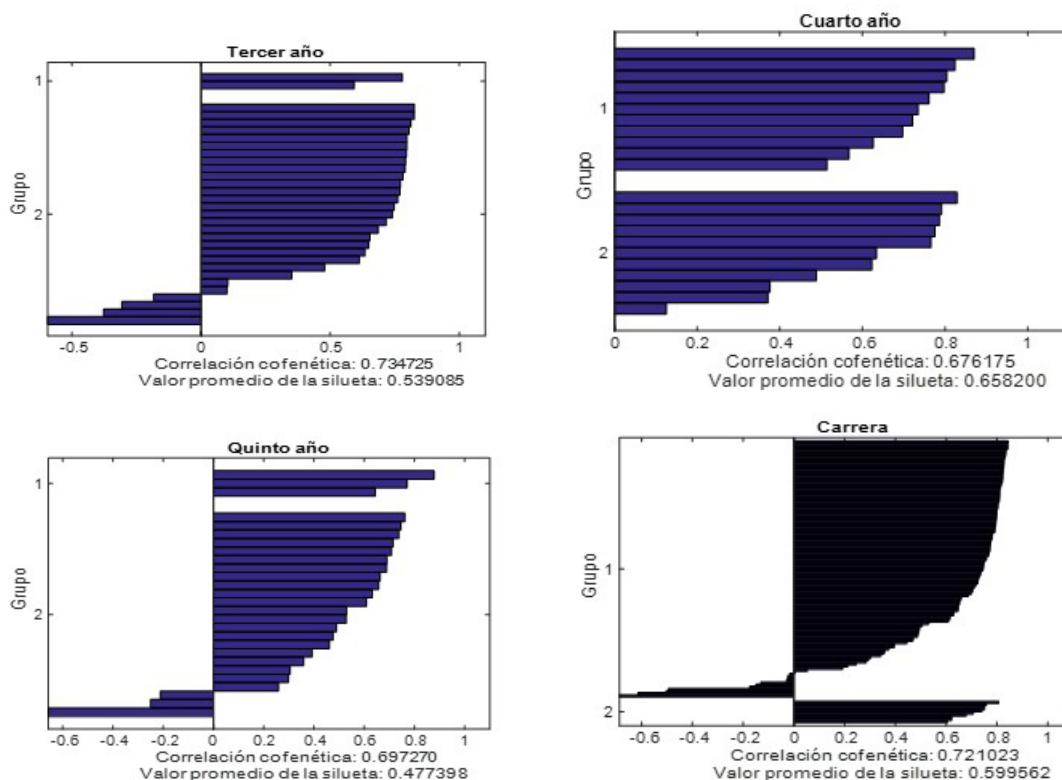 Tercer año
1
2
Grupo
-0.5 0 0.5 1
Correlación cofenética: 0.734725
Valor promedio de la silueta: 0.539085
Cuarto año
1
2
Grupo
0 0.2 0.4 0.6 0.8 1
Correlación cofenética: 0.676175
Valor promedio de la silueta: 0.658200
Quinto año
1
2
Grupo
-0.6 -0.4 -0.2 0 0.2 0.4 0.6 0.8 1
Correlación cofenética: 0.697270
Valor promedio de la silueta: 0.477398
Carrera
1
2
Grupo
-0.6 -0.4 -0.2 0 0.2 0.4 0.6 0.8 1
Correlación cofenética: 0.721023
Valor promedio de la silueta: 0.599562